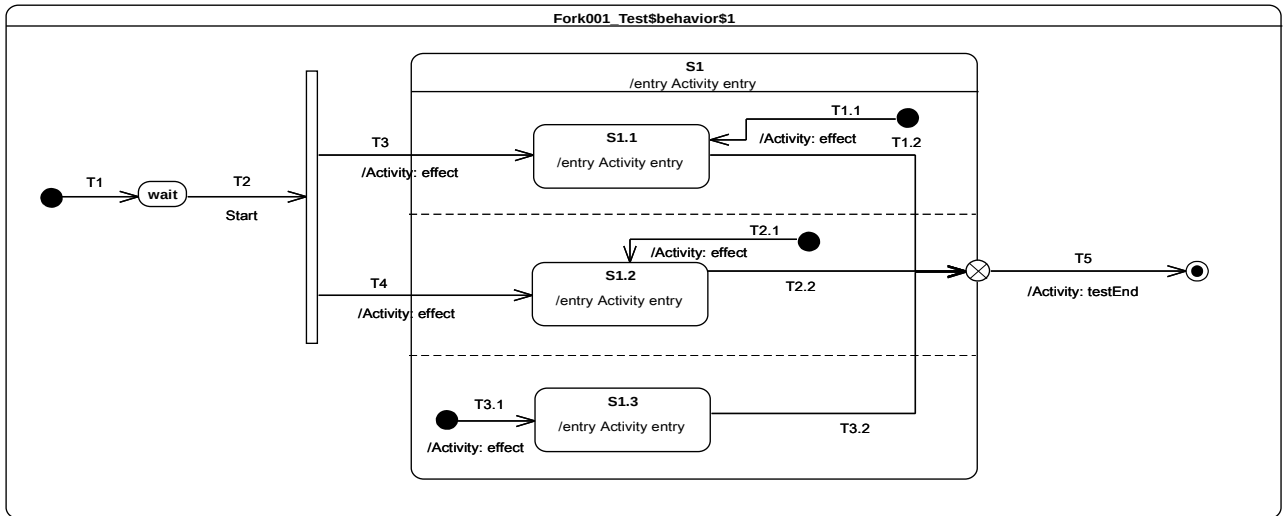 Fork001_Test$behavior$1
S1
/entry Activity entry
T1.1
/Activity: effect
T1.2
S1.1
/entry Activity entry
T3
/Activity: effect
T1
wait
T2
Start
T2.1
/Activity: effect
S1.2
/entry Activity entry
T2.2
T4
/Activity: effect
T5
/Activity: testEnd
T3.1
/Activity: effect
S1.3
/entry Activity entry
T3.2